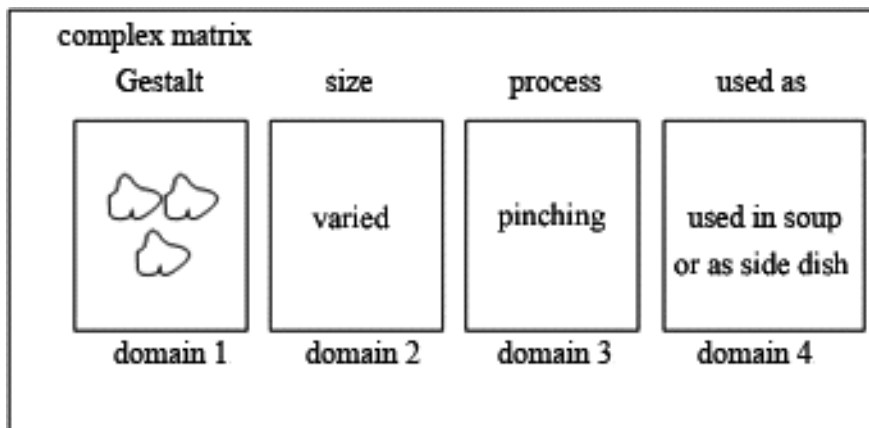 complex matrix
Gestalt size process used as
varied pinching used in soup
or as side dish
domain 1 domain 2 domain 3 domain 4